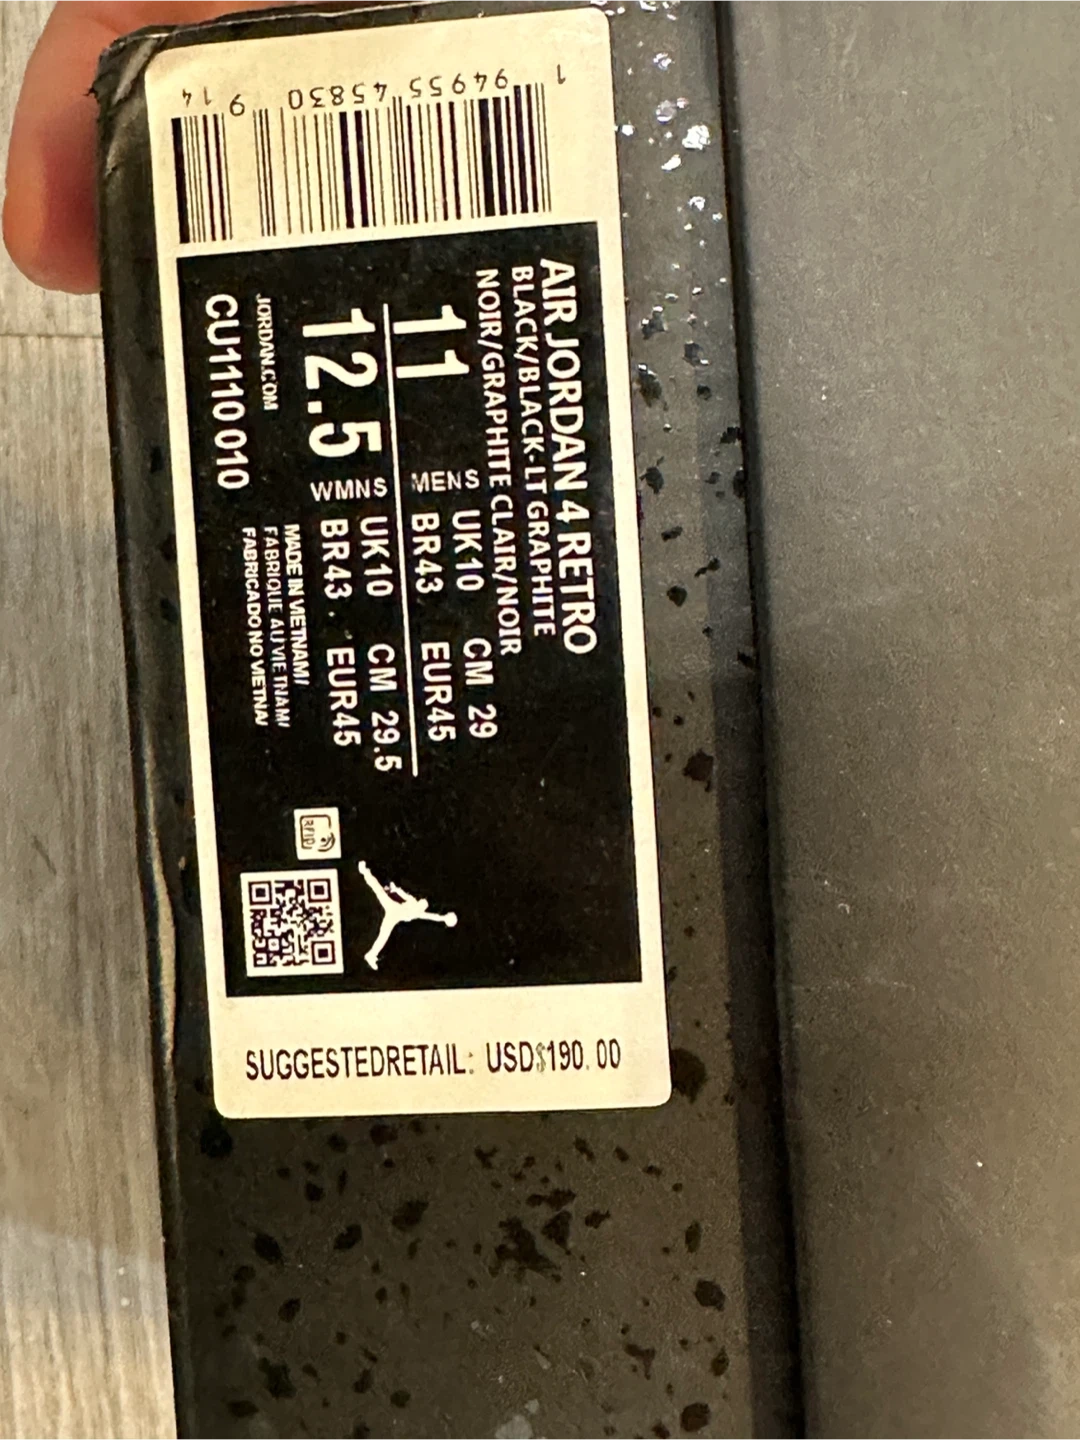 1 94955 45830 9 14
AIR JORDAN 4 RETRO
BLACK/BLACK-LT GRAPHITE
NOIR/GRAPHITE CLAIR/NOIR
11 MENS UK10 CM 29
BR43 EUR45
12.5 WMNS UK10 CM 29.5
BR43 EUR45
JORDAN.COM
CU1110 010
MADE IN VIETNAM/
FABRIQUE AU VIETNAM/
FABRICADO NO VIETNA/
RFID
SUGGESTEDRETAIL: USD$190.00